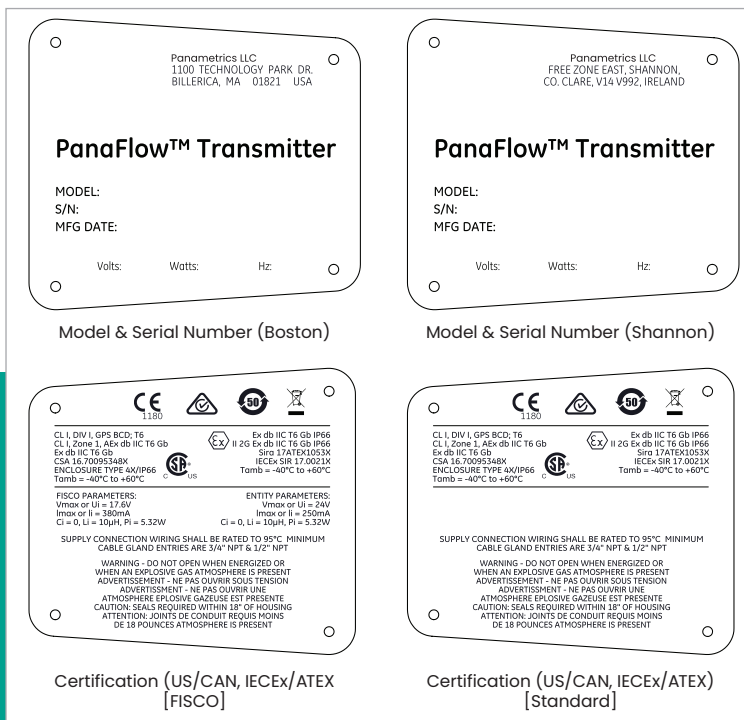 Panametrics LLC
1100 TECHNOLOGY PARK DR.
BILLERICA, MA 01821 USA
PanaFlow™ Transmitter
MODEL:
S/N:
MFG DATE:
Volts: Watts: Hz:
Model & Serial Number (Boston)
Panametrics LLC
FREE ZONE EAST, SHANNON,
CO. CLARE, V14 V992, IRELAND
PanaFlow™ Transmitter
MODEL:
S/N:
MFG DATE:
Volts: Watts: Hz:
Model & Serial Number (Shannon)
CE
1180
50
CL I, DIV I, GPS BCD; T6
CL I, Zone 1, AEx db IIC T6 Gb
Ex db IIC T6 Gb
CSA 16.70095348X
ENCLOSURE TYPE 4X/IP66
Tamb = -40°C to +60°C
C SA® US
Ex
Ex db IIC T6 Gb IP66
II 2G Ex db IIC T6 Gb IP66
Sira 17ATEX1053X
IECEx SIR 17.0021X
Tamb = -40°C to +60°C
FISCO PARAMETERS:
Vmax or Ui = 17.6V
Imax or Ii = 380mA
Ci = 0, Li = 10µH, Pi = 5.32W
ENTITY PARAMETERS:
Vmax or Ui = 24V
Imax or Ii = 250mA
Ci = 0, Li = 10µH, Pi = 5.32W
SUPPLY CONNECTION WIRING SHALL BE RATED TO 95°C MINIMUM
CABLE GLAND ENTRIES ARE 3/4" NPT & 1/2" NPT
WARNING - DO NOT OPEN WHEN ENERGIZED OR
WHEN AN EXPLOSIVE GAS ATMOSPHERE IS PRESENT
ADVERTISSEMENT - NE PAS OUVRIR SOUS TENSION
ADVERTISSMENT - NE PAS OUVRIR UNE
ATMOSPHERE EPLOSIVE GAZEUSE EST PRESENTE
CAUTION: SEALS REQUIRED WITHIN 18" OF HOUSING
ATTENTION: JOINTS DE CONDUIT REQUIS MOINS
DE 18 POUNCES ATMOSPHERE IS PRESENT
Certification (US/CAN, IECEx/ATEX
[FISCO]
CE
1180
50
CL I, DIV I, GPS BCD; T6
CL I, Zone 1, AEx db IIC T6 Gb
Ex db IIC T6 Gb
CSA 16.70095348X
ENCLOSURE TYPE 4X/IP66
Tamb = -40°C to +60°C
C SA® US
Ex
Ex db IIC T6 Gb IP66
II 2G Ex db IIC T6 Gb IP66
Sira 17ATEX1053X
IECEx SIR 17.0021X
Tamb = -40°C to +60°C
SUPPLY CONNECTION WIRING SHALL BE RATED TO 95°C MINIMUM
CABLE GLAND ENTRIES ARE 3/4" NPT & 1/2" NPT
WARNING - DO NOT OPEN WHEN ENERGIZED OR
WHEN AN EXPLOSIVE GAS ATMOSPHERE IS PRESENT
ADVERTISSEMENT - NE PAS OUVRIR SOUS TENSION
ADVERTISSMENT - NE PAS OUVRIR UNE
ATMOSPHERE EPLOSIVE GAZEUSE EST PRESENTE
CAUTION: SEALS REQUIRED WITHIN 18" OF HOUSING
ATTENTION: JOINTS DE CONDUIT REQUIS MOINS
DE 18 POUNCES ATMOSPHERE IS PRESENT
Certification (US/CAN, IECEx/ATEX)
[Standard]